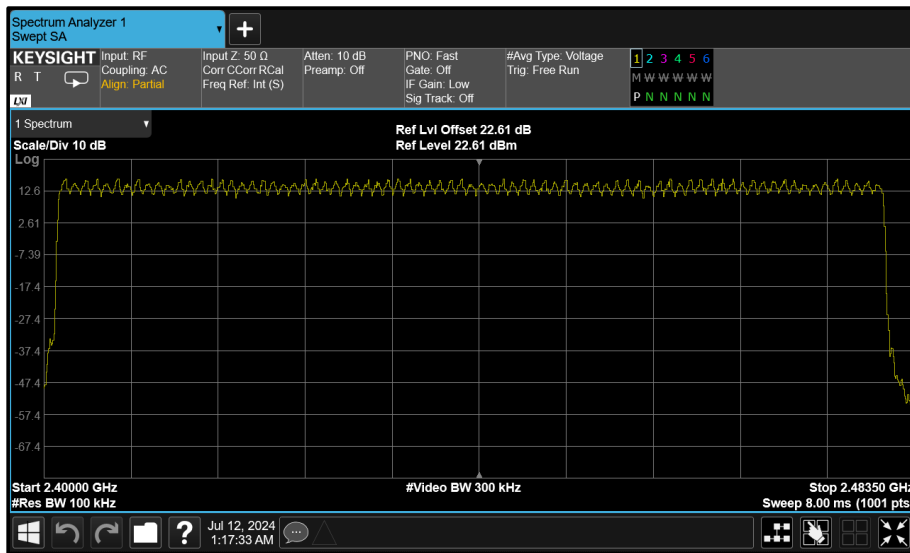 Spectrum Analyzer 1
Swept SA
+
KEYSIGHT
R T
LXI
Input: RF
Coupling: AC
Align: Partial
Input Z: 50 Ω
Corr CCorr RCal
Freq Ref: Int (S)
Atten: 10 dB
Preamp: Off
PNO: Fast
Gate: Off
IF Gain: Low
Sig Track: Off
#Avg Type: Voltage
Trig: Free Run
1 2 3 4 5 6
M W W W W W
P N N N N N
1 Spectrum
Scale/Div 10 dB
Ref Lvl Offset 22.61 dB
Ref Level 22.61 dBm
Log
12.6
2.61
-7.39
-17.4
-27.4
-37.4
-47.4
-57.4
-67.4
Start 2.40000 GHz
#Video BW 300 kHz
Stop 2.48350 GHz
#Res BW 100 kHz
Sweep 8.00 ms (1001 pts
?
Jul 12, 2024
1:17:33 AM